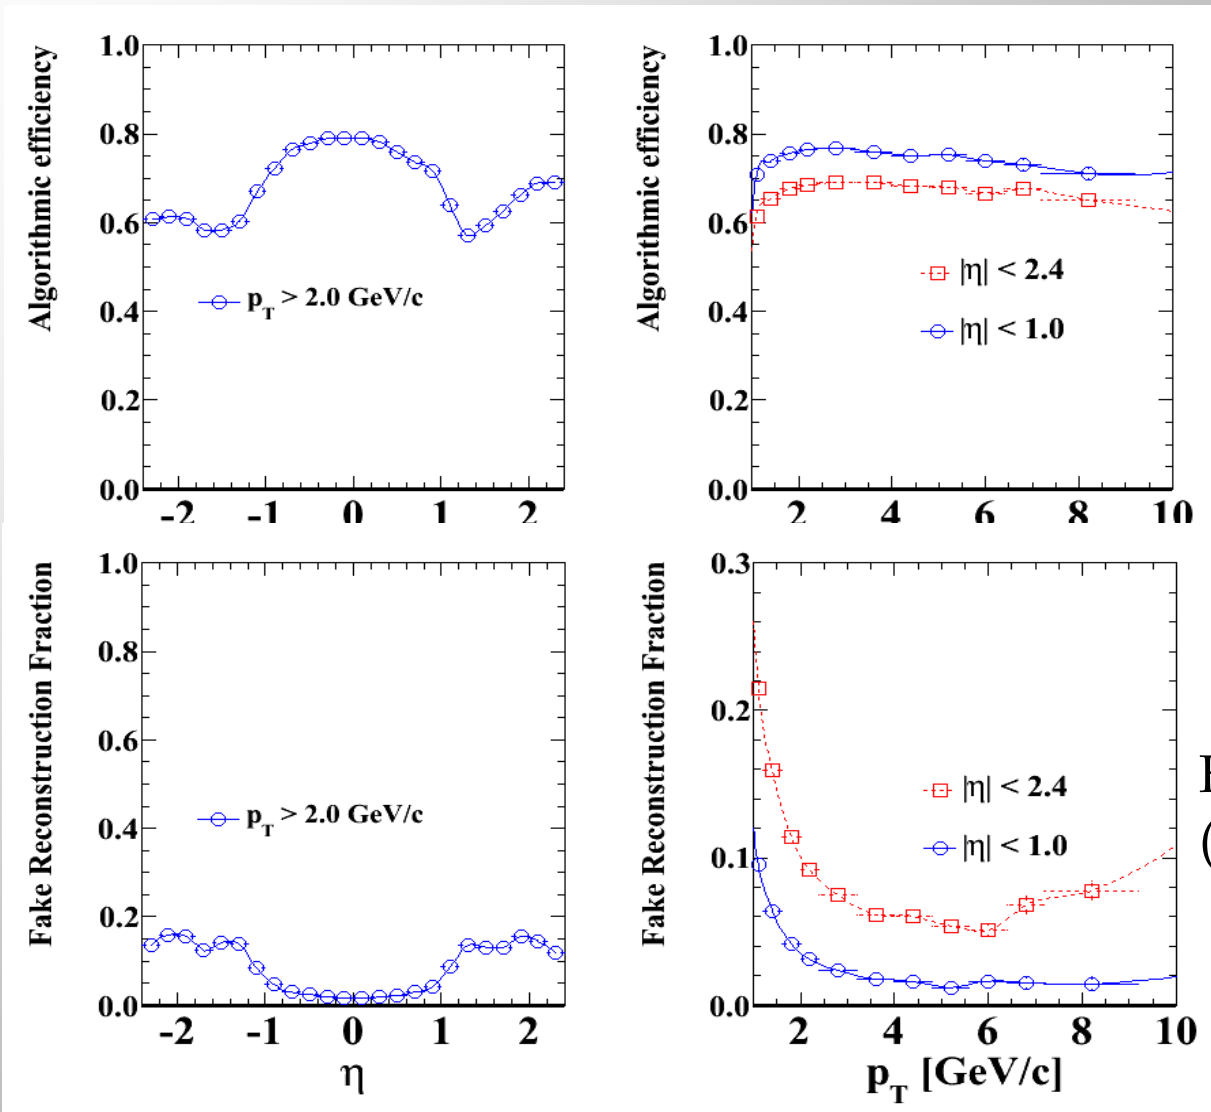 Algorithmic efficiency
1.0
0.8
0.6
0.4
0.2
0.0
p_T > 2.0 GeV/c
-2 -1 0 1 2
Algorithmic efficiency
1.0
0.8
0.6
0.4
0.2
0.0
|η| < 2.4
|η| < 1.0
2 4 6 8 10
Fake Reconstruction Fraction
1.0
0.8
0.6
0.4
0.2
0.0
p_T > 2.0 GeV/c
-2 -1 0 1 2
η
Fake Reconstruction Fraction
0.3
0.2
0.1
0.0
|η| < 2.4
|η| < 1.0
2 4 6 8 10
p_T [GeV/c]
(